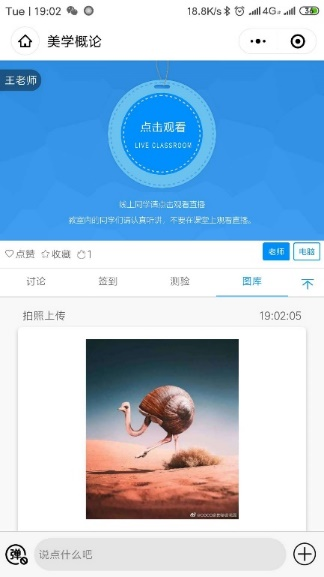 Tue | 19:02
18.8K/s
4G
36
美学概论
王老师
点击观看
LIVE CLASSROOM
线上同学请点击观看直播
教室内的同学们请认真听讲,不要在课堂上观看直播。
点赞 收藏 1
老师 电脑
讨论 签到 测验 图库
拍照上传 19:02:05
弹 说点什么吧